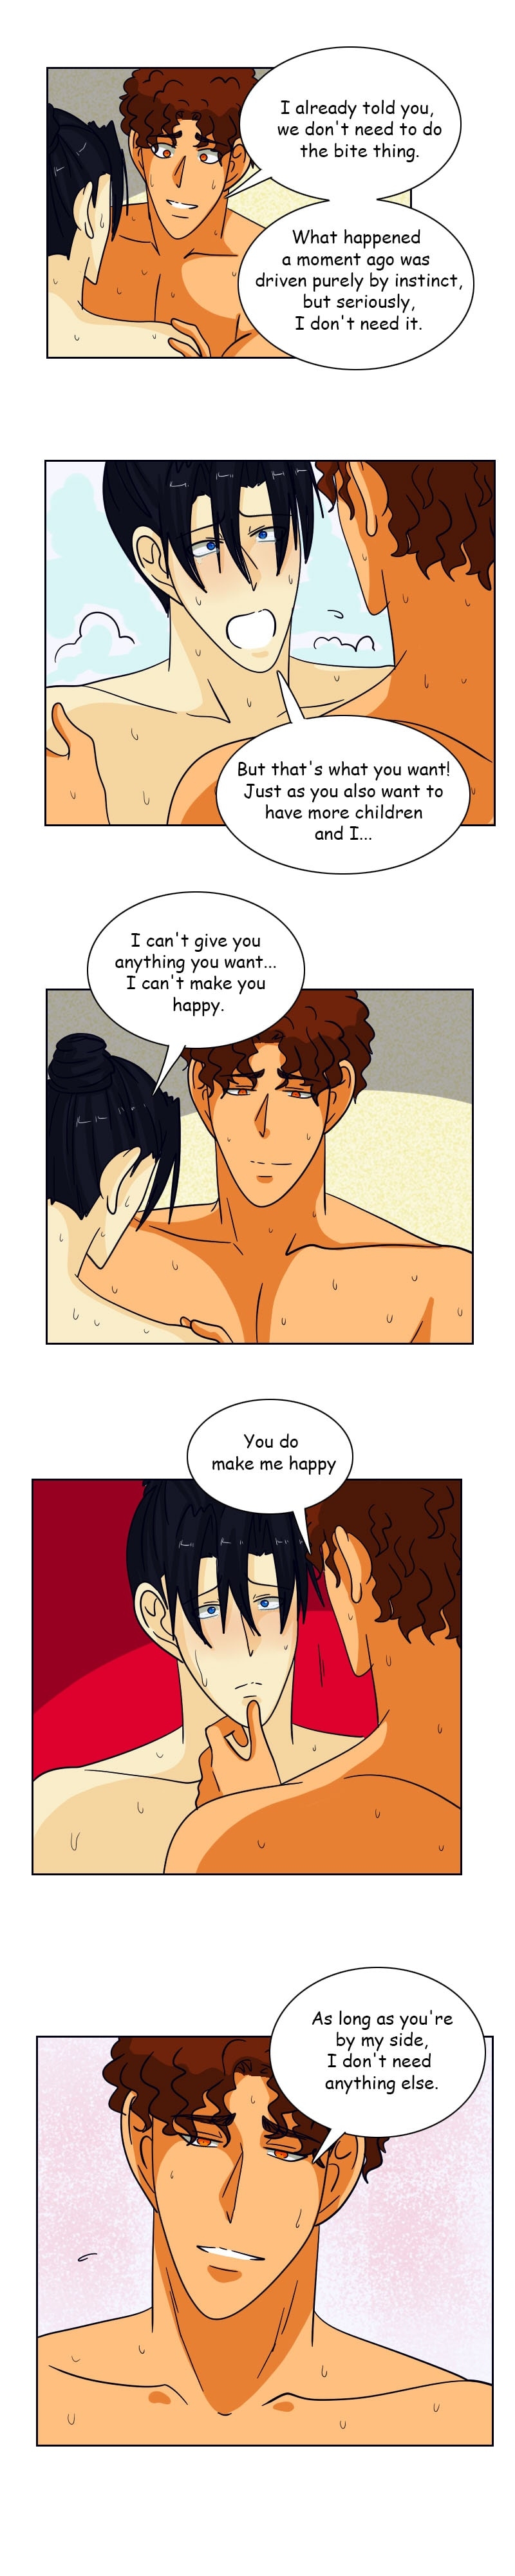 I already told you,
we don't need to do
the bite thing.
What happened
a moment ago was
driven purely by instinct,
but seriously,
I don't need it.
But that's what you want!
Just as you also want to
have more children
and I...
I can't give you
anything you want...
I can't make you
happy.
You do
make me happy
As long as you're
by my side,
I don't need
anything else.